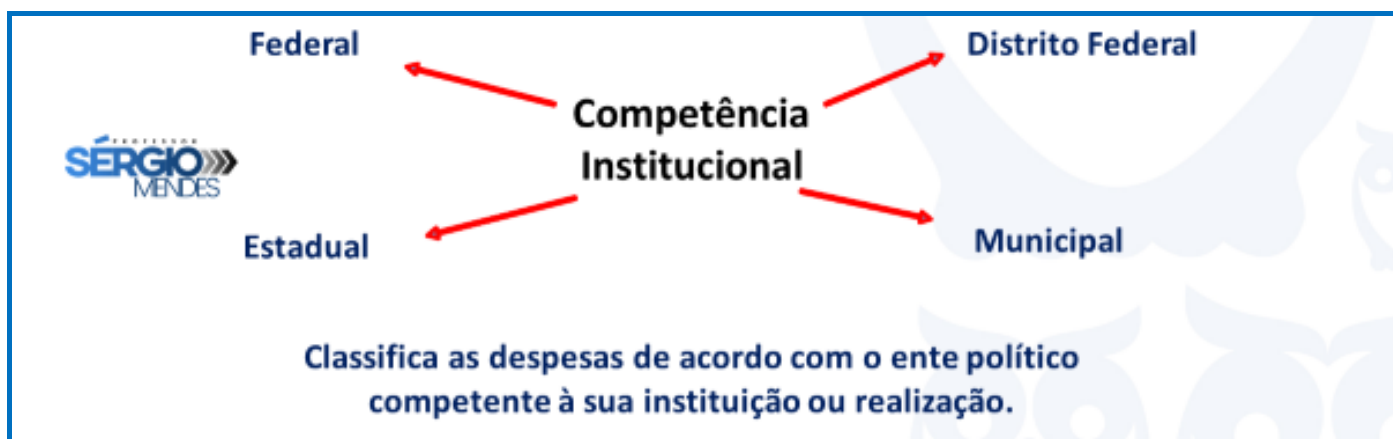 Federal
Distrito Federal
Competência
Institucional
PROFESSOR
SÉRGIO
MENDES
Estadual
Municipal
Classifica as despesas de acordo com o ente político
competente à sua instituição ou realização.